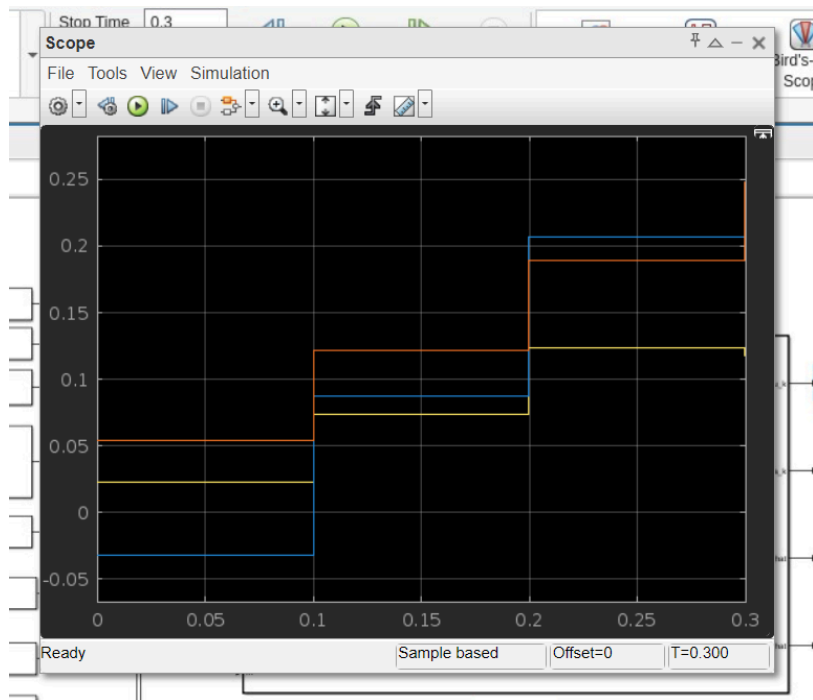 Stop Time 0.3
Scope
Bird's-
Scop
File Tools View Simulation
0.25
0.2
0.15
0.1
0.05
0
-0.05
0 0.05 0.1 0.15 0.2 0.25 0.3
Ready Sample based Offset=0 T=0.300